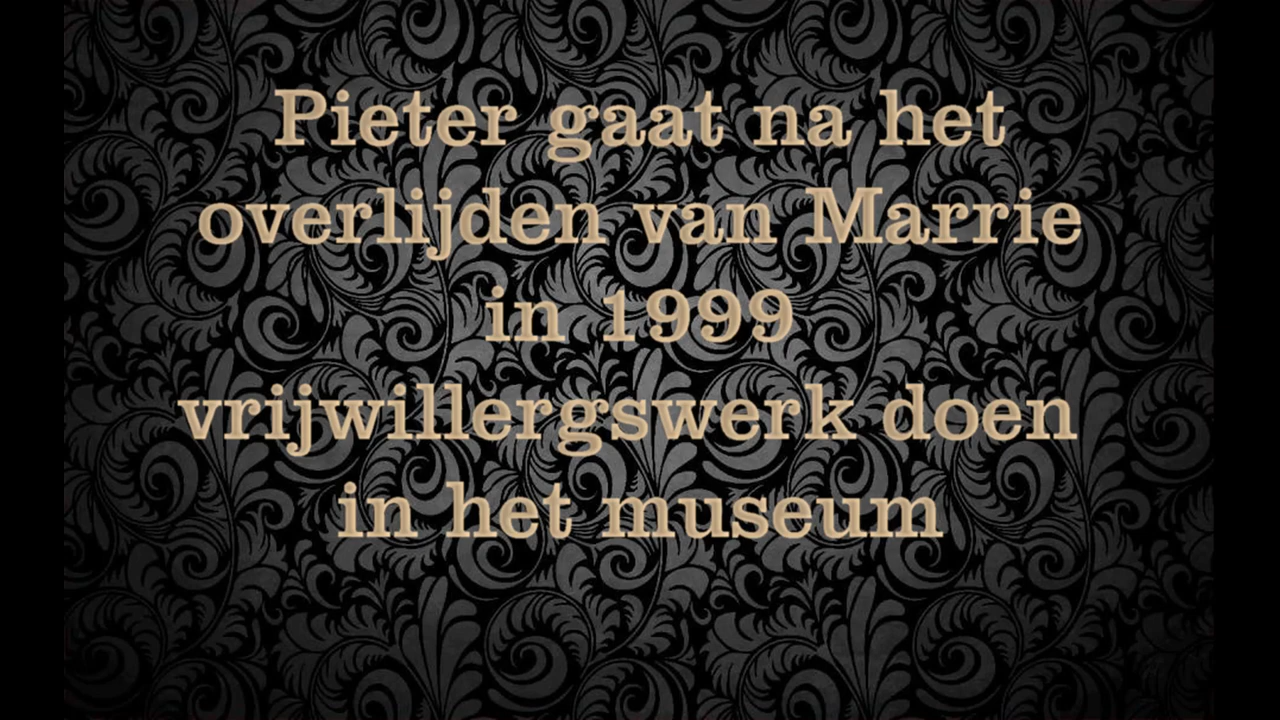 Pieter gaat na het
overlijden van Marrie
in 1999
vrijwillergswerk doen
in het museum